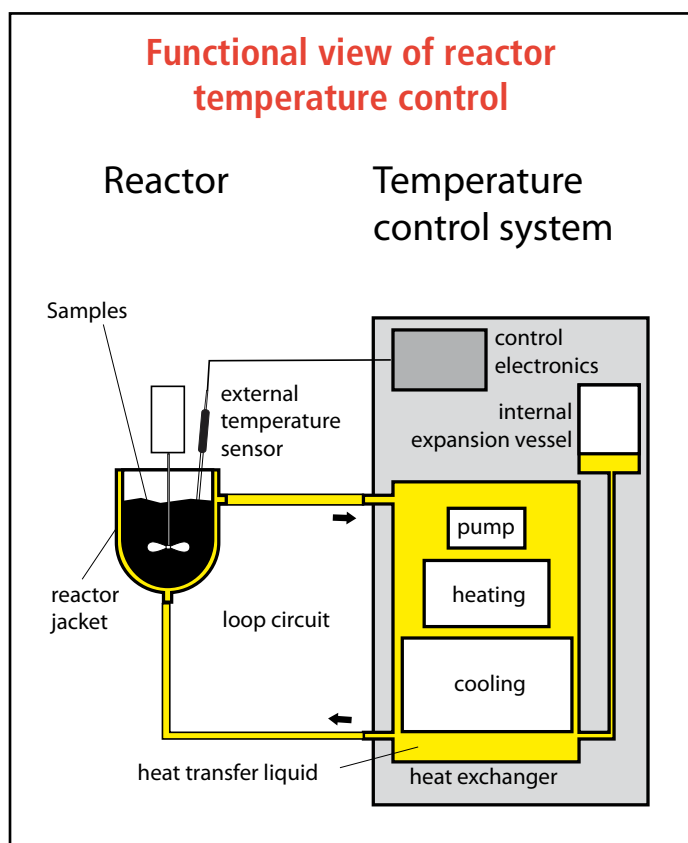 Functional view of reactor
temperature control
Reactor
Temperature
control system
Samples
external
temperature
sensor
control
electronics
internal
expansion vessel
pump
heating
cooling
reactor
jacket
loop circuit
heat transfer liquid
heat exchanger